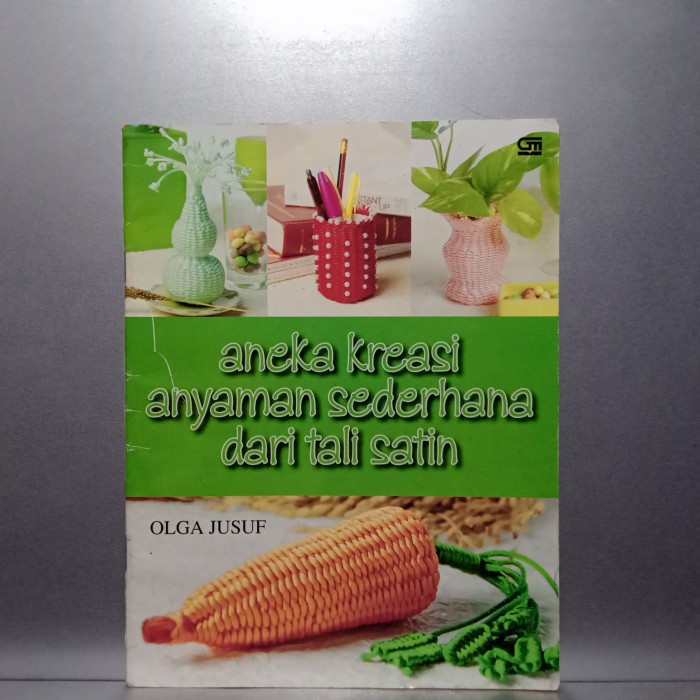 aneka kreasi
anyaman sederhana
dari tali satin
OLGA JUSUF